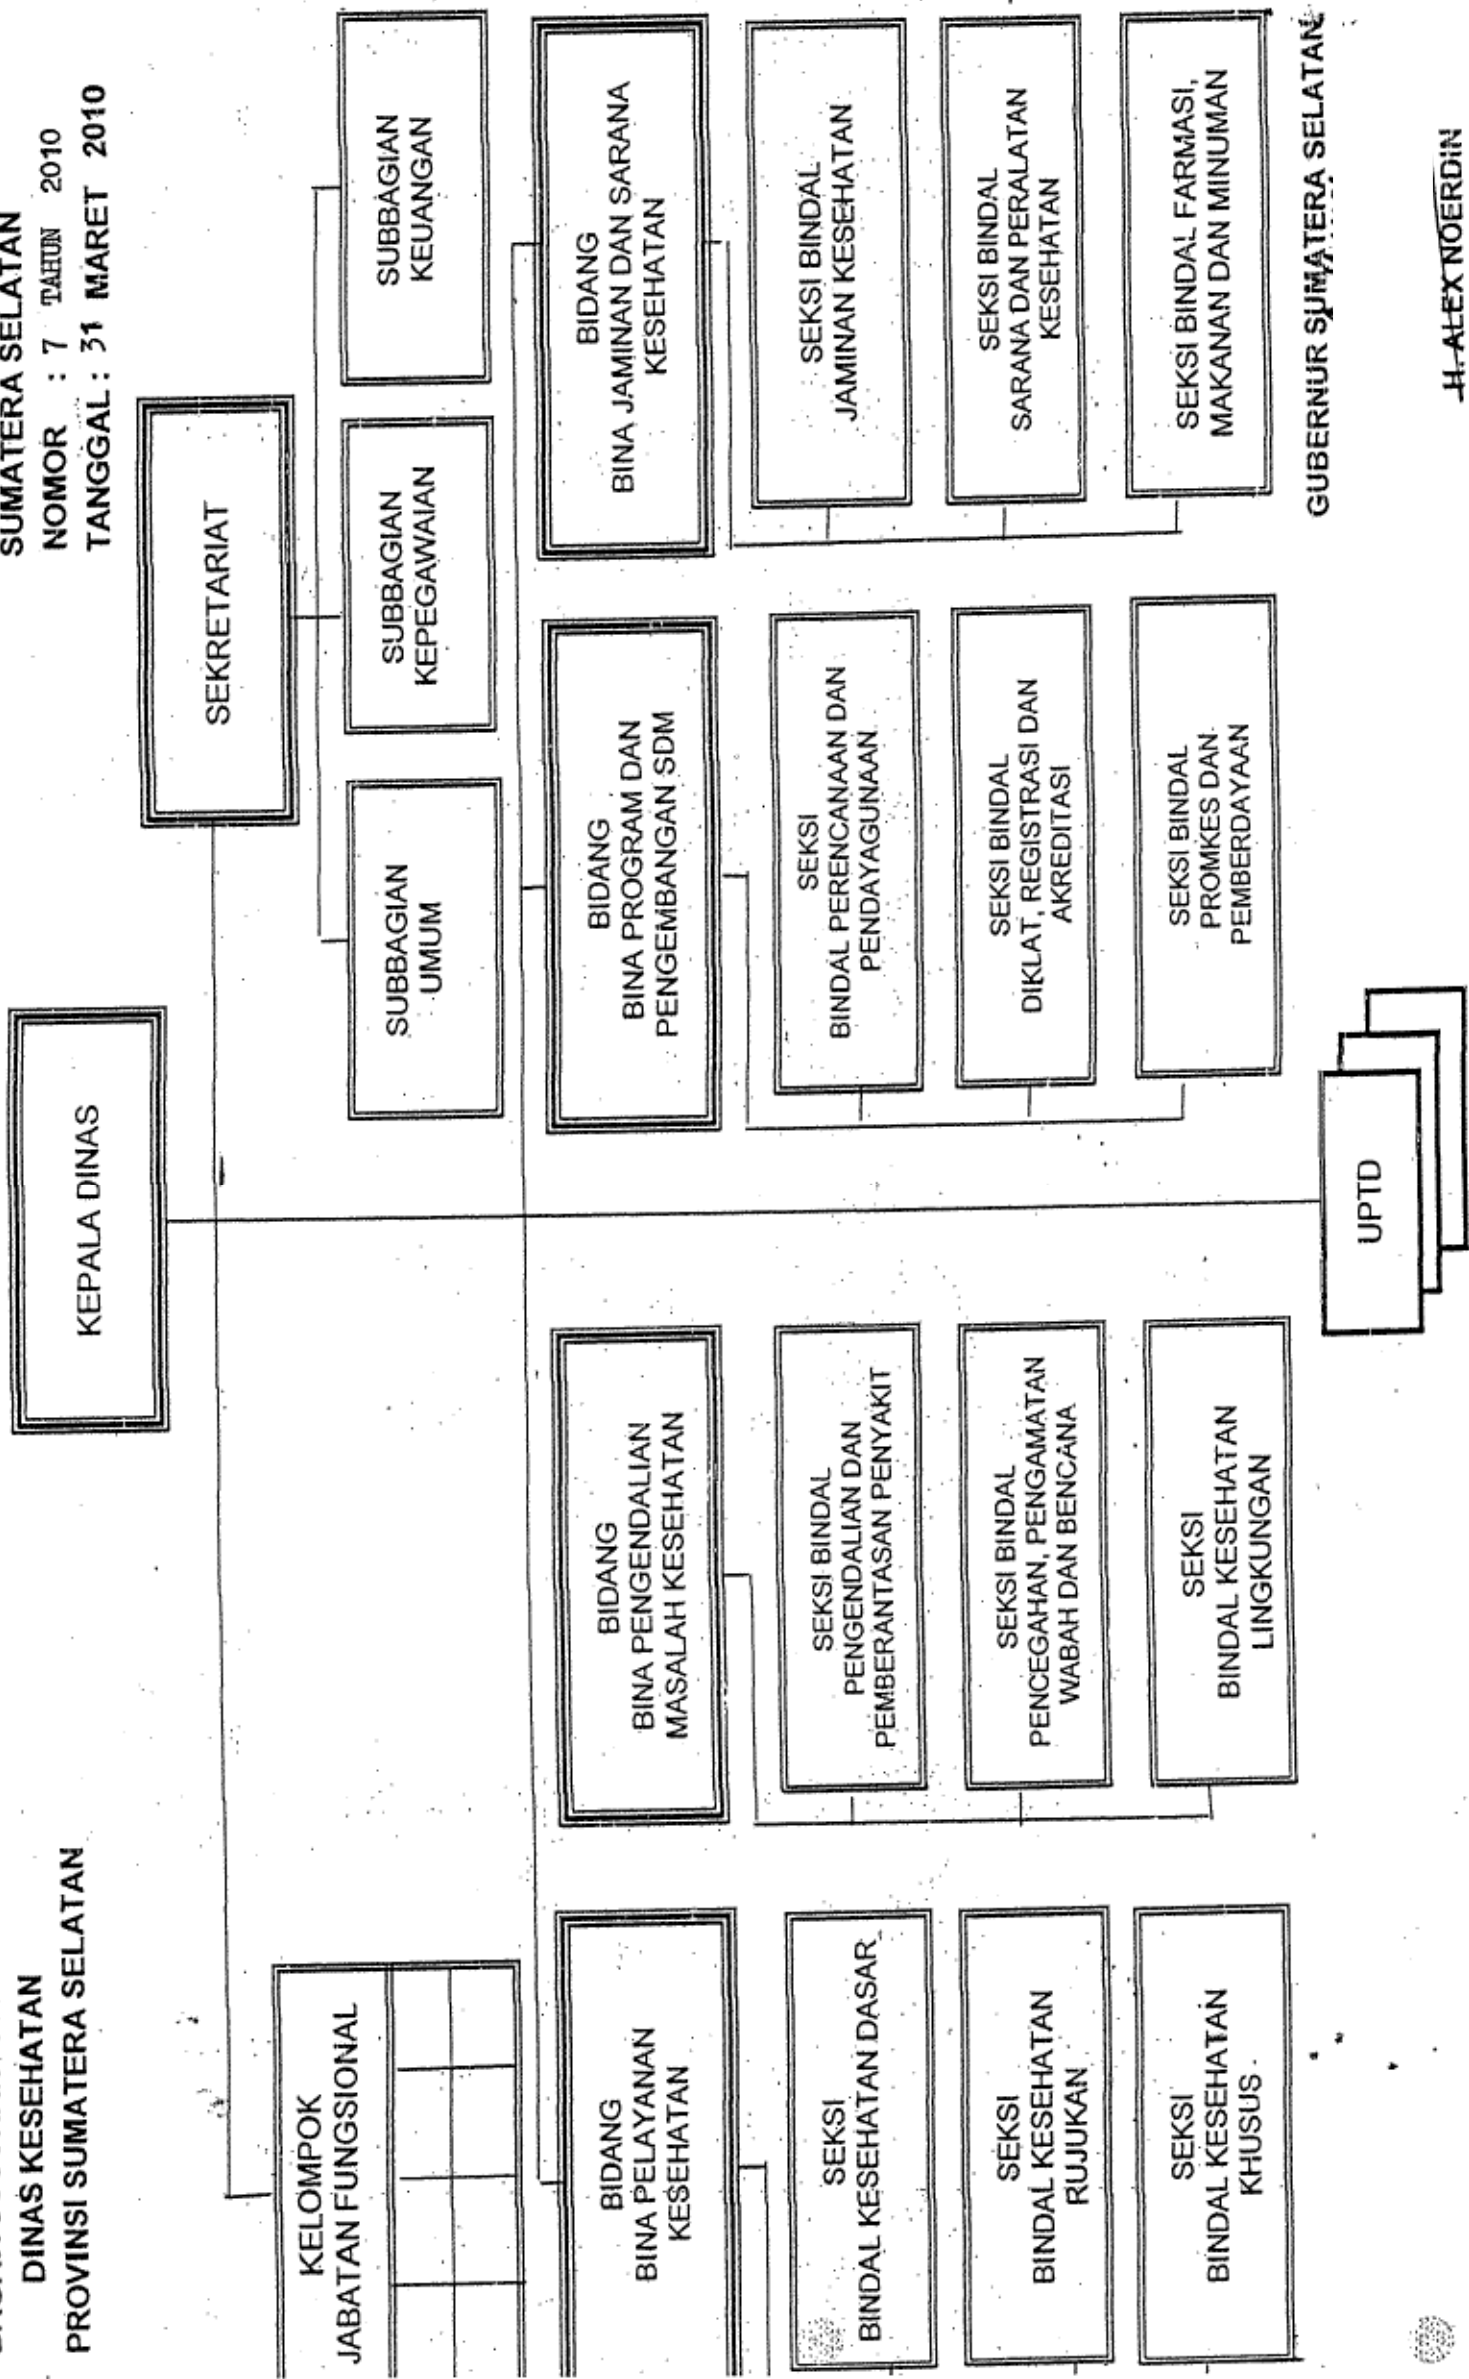 DINAS KESEHATAN
PROVINSI SUMATERA SELATAN
SUMATERA SELATAN
NOMOR : 7 TAHUN 2010
TANGGAL : 31 MARET 2010
KEPALA DINAS
SEKRETARIAT
KELOMPOK
JABATAN FUNGSIONAL
SUBBAGIAN
UMUM
SUBBAGIAN
KEPEGAWAIAN
SUBBAGIAN
KEUANGAN
BIDANG
BINA PELAYANAN
KESEHATAN
BIDANG
BINA PENGENDALIAN
MASALAH KESEHATAN
BIDANG
BINA PROGRAM DAN
PENGEMBANGAN SDM
BIDANG
BINA JAMINAN DAN SARANA
KESEHATAN
SEKSI
BINDAL KESEHATAN DASAR
SEKSI BINDAL
PENGENDALIAN DAN
PEMBERANTASAN PENYAKIT
SEKSI
BINDAL PERENCANAAN DAN
PENDAYAGUNAAN
SEKSI BINDAL
JAMINAN KESEHATAN
SEKSI
BINDAL KESEHATAN
RUJUKAN
SEKSI BINDAL
PENCEGAHAN, PENGAMATAN
WABAH DAN BENCANA
SEKSI BINDAL
DIKLAT, REGISTRASI DAN
AKREDITASI
SEKSI BINDAL
SARANA DAN PERALATAN
KESEHATAN
SEKSI
BINDAL KESEHATAN
KHUSUS
SEKSI
BINDAL KESEHATAN
LINGKUNGAN
SEKSI BINDAL
PROMKES DAN
PEMBERDAYAAN
SEKSI BINDAL FARMASI,
MAKANAN DAN MINUMAN
UPTD
GUBERNUR SUMATERA SELATAN
H. ALEX NOERDIN